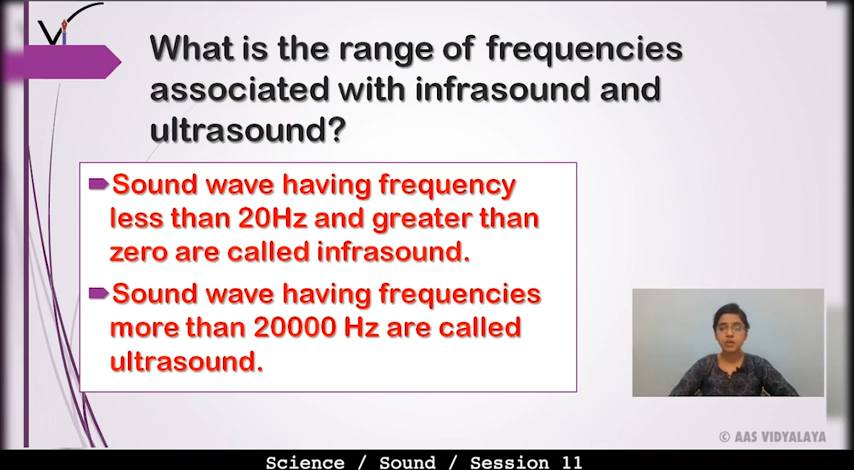 What is the range of frequencies
associated with infrasound and
ultrasound?
Sound wave having frequency
less than 20Hz and greater than
zero are called infrasound.
Sound wave having frequencies
more than 20000 Hz are called
ultrasound.
© AAS VIDYALAYA
Science / Sound / Session 11